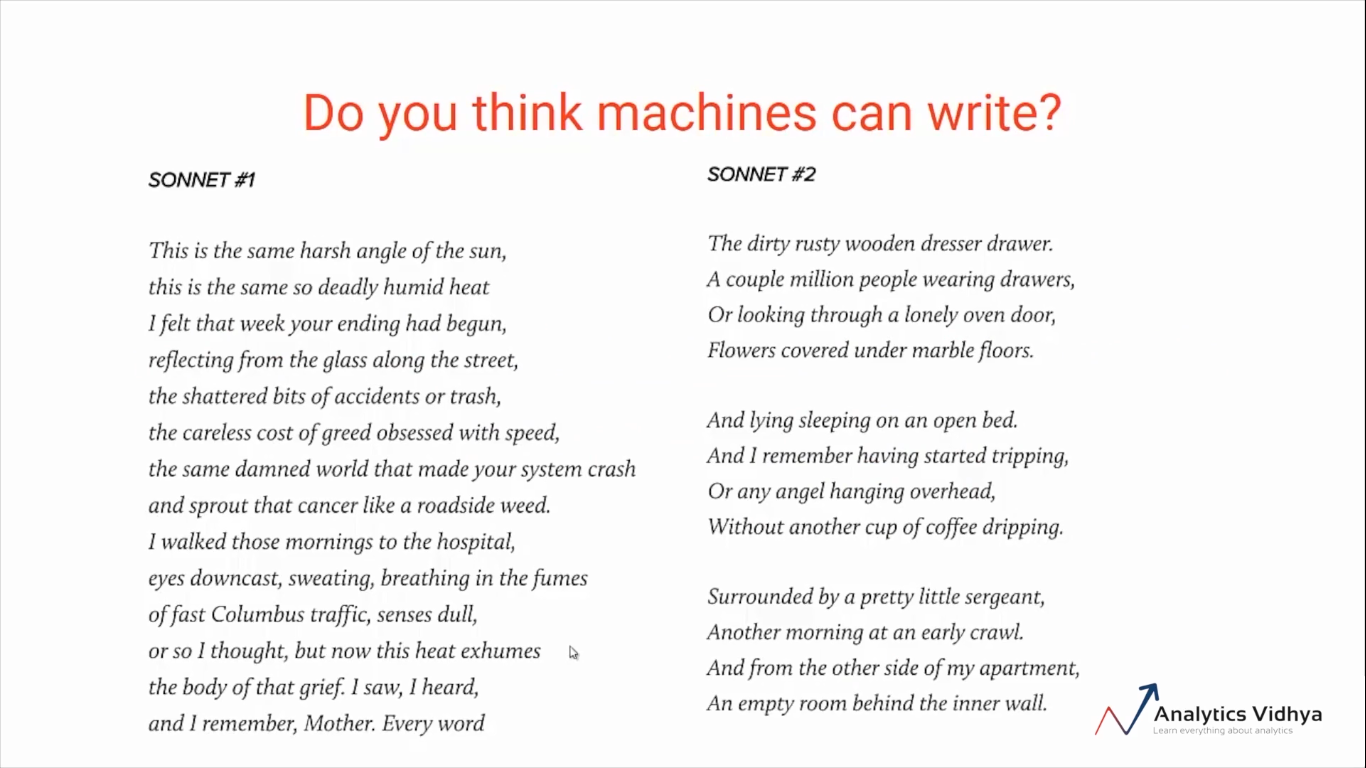 Do you think machines can write?
SONNET #1
This is the same harsh angle of the sun,
this is the same so deadly humid heat
I felt that week your ending had begun,
reflecting from the glass along the street,
the shattered bits of accidents or trash,
the careless cost of greed obsessed with speed,
the same damned world that made your system crash
and sprout that cancer like a roadside weed.
I walked those mornings to the hospital,
eyes downcast, sweating, breathing in the fumes
of fast Columbus traffic, senses dull,
or so I thought, but now this heat exhumes
the body of that grief. I saw, I heard,
and I remember, Mother. Every word
SONNET #2
The dirty rusty wooden dresser drawer.
A couple million people wearing drawers,
Or looking through a lonely oven door,
Flowers covered under marble floors.
And lying sleeping on an open bed.
And I remember having started tripping,
Or any angel hanging overhead,
Without another cup of coffee dripping.
Surrounded by a pretty little sergeant,
Another morning at an early crawl.
And from the other side of my apartment,
An empty room behind the inner wall.
Analytics Vidhya
Learn everything about analytics